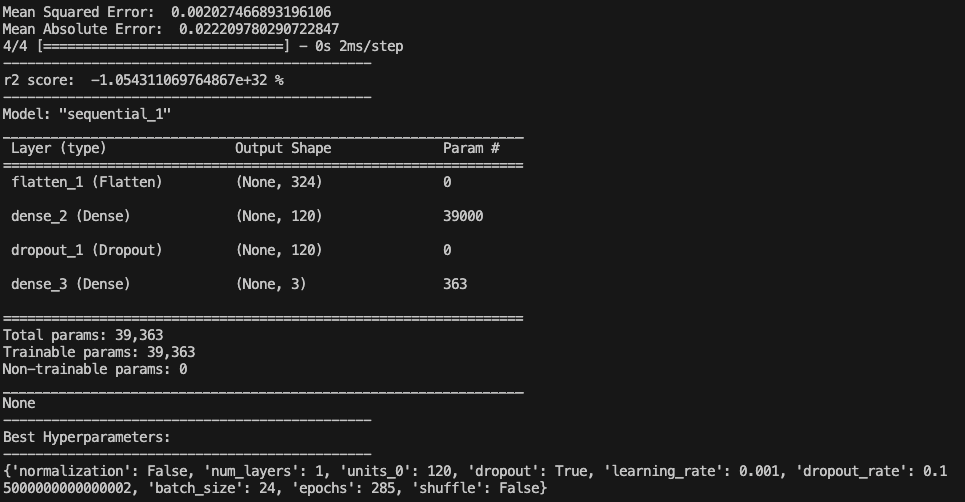 Mean Squared Error:  0.002027466893196106
Mean Absolute Error:  0.022209780290722847
4/4 [==============================] - 0s 2ms/step
----------------------------------------------
r2 score:  -1.054311069764867e+32 %
----------------------------------------------
Model: "sequential_1"
_________________________________________________________________
 Layer (type)                Output Shape              Param #
=================================================================
 flatten_1 (Flatten)         (None, 324)               0
 dense_2 (Dense)             (None, 120)               39000
 dropout_1 (Dropout)         (None, 120)               0
 dense_3 (Dense)             (None, 3)                 363
=================================================================
Total params: 39,363
Trainable params: 39,363
Non-trainable params: 0
_________________________________________________________________
None
----------------------------------------------
Best Hyperparameters:
----------------------------------------------
{'normalization': False, 'num_layers': 1, 'units_0': 120, 'dropout': True, 'learning_rate': 0.001, 'dropout_rate': 0.1
5000000000000002, 'batch_size': 24, 'epochs': 285, 'shuffle': False}